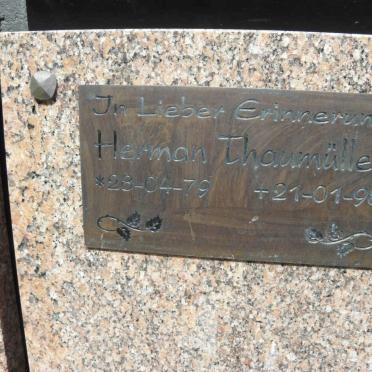 In Lieber Erinnerun
Herman Thaumülle
*23-04-79 +21-01-9